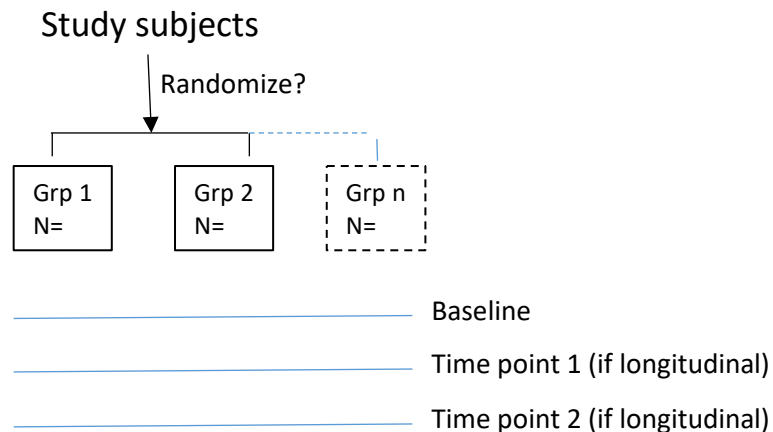 Study subjects
Randomize?
Grp 1
N=
Grp 2
N=
Grp n
N=
Baseline
Time point 1 (if longitudinal)
Time point 2 (if longitudinal)